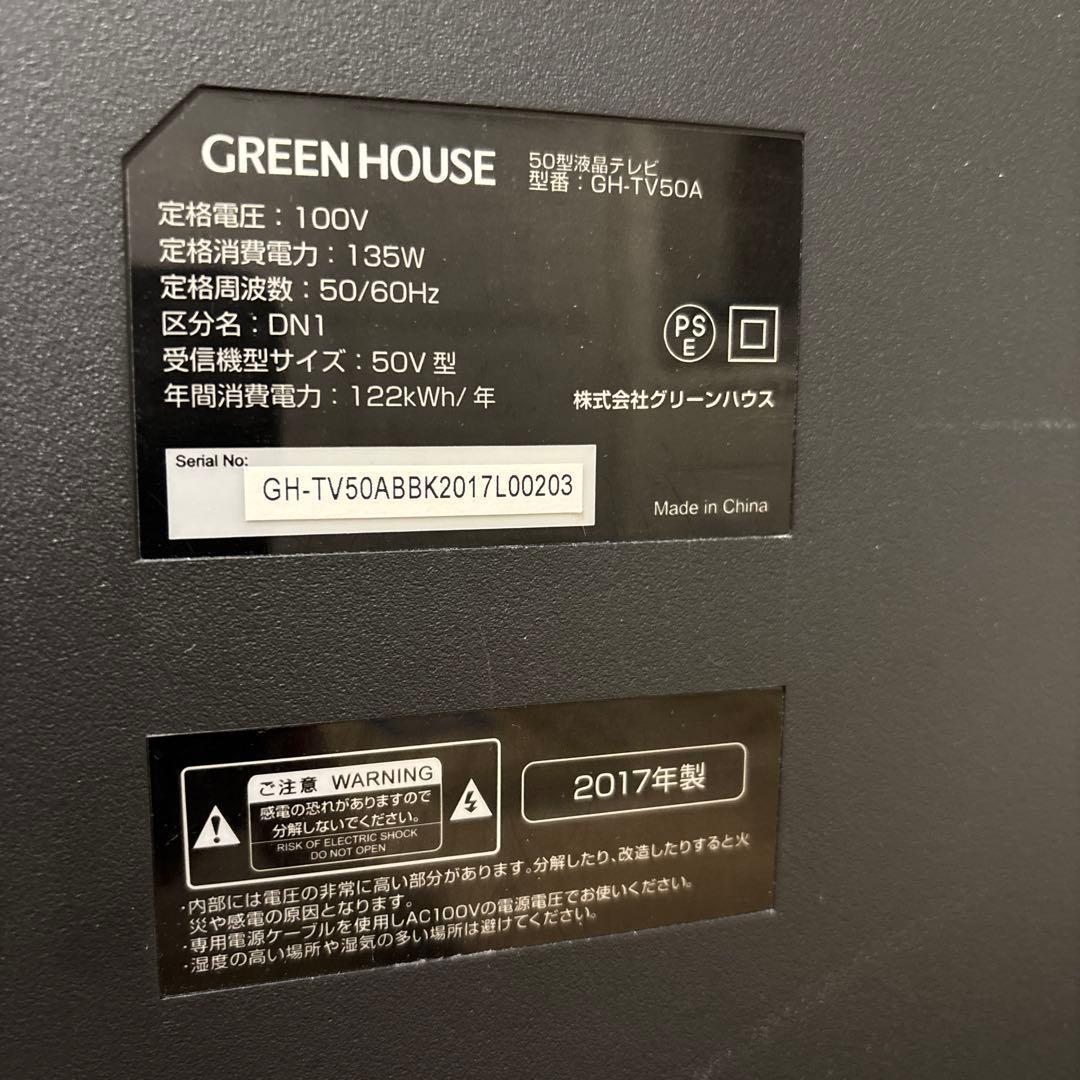 GREEN HOUSE
50型液晶テレビ
型番：GH-TV50A
定格電圧：100V
定格消費電力：135W
定格周波数：50/60Hz
区分名：DN1
受信機型サイズ：50V 型
年間消費電力：122kWh/ 年
PS
E
株式会社グリーンハウス
Serial No:
GH-TV50ABBK2017L00203
Made in China
ご注意 WARNING
感電の恐れがありますので
分解しないでください。
RISK OF ELECTRIC SHOCK
DO NOT OPEN
2017年製
・内部には電圧の非常に高い部分があります。分解したり、改造したりすると火
災や感電の原因となります。
・専用電源ケーブルを使用しAC100Vの電源電圧でお使いください。
・湿度の高い場所や湿気の多い場所は避けてください。